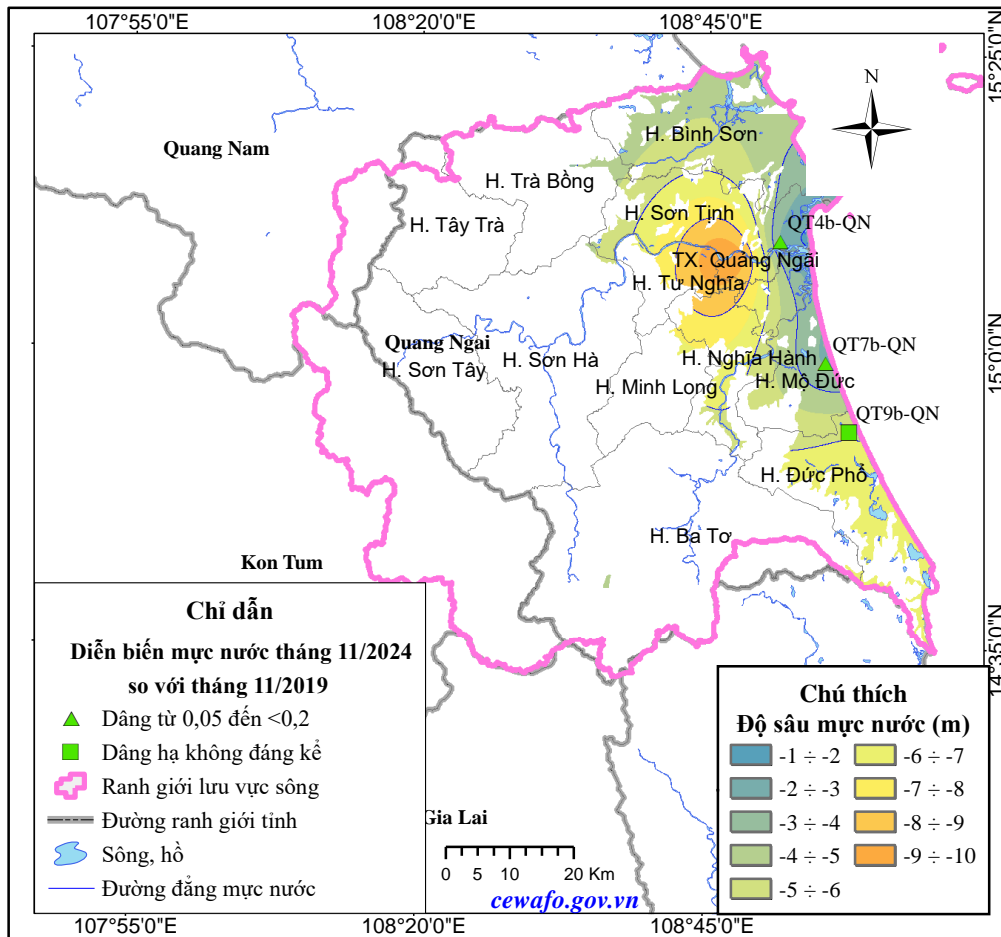 107°55'0"E
108°20'0"E
108°45'0"E
15°25'0"N
N
H. Bình Sơn
Quang Nam
H. Trà Bồng
H. Sơn Tịnh
QT4b-QN
H. Tây Trà
TX. Quảng Ngãi
H. Tư Nghĩa
15°0'0"N
Quang Ngai
H. Sơn Hà
H. Nghĩa Hành
QT7b-QN
H. Sơn Tây
H. Minh Long
H. Mộ Đức
QT9b-QN
H. Đức Phổ
H. Ba Tơ
Kon Tum
14°35'0"N
Chỉ dẫn
Diễn biến mực nước tháng 11/2024
so với tháng 11/2019
Dâng từ 0,05 đến <0,2
Dâng hạ không đáng kể
Ranh giới lưu vực sông
Đường ranh giới tỉnh
Sông, hồ
Đường đẳng mực nước
Gia Lai
0 5 10 20 Km
cewafo.gov.vn
Chú thích
Độ sâu mực nước (m)
-1 ÷ -2
-2 ÷ -3
-3 ÷ -4
-4 ÷ -5
-5 ÷ -6
-6 ÷ -7
-7 ÷ -8
-8 ÷ -9
-9 ÷ -10
107°55'0"E
108°20'0"E
108°45'0"E